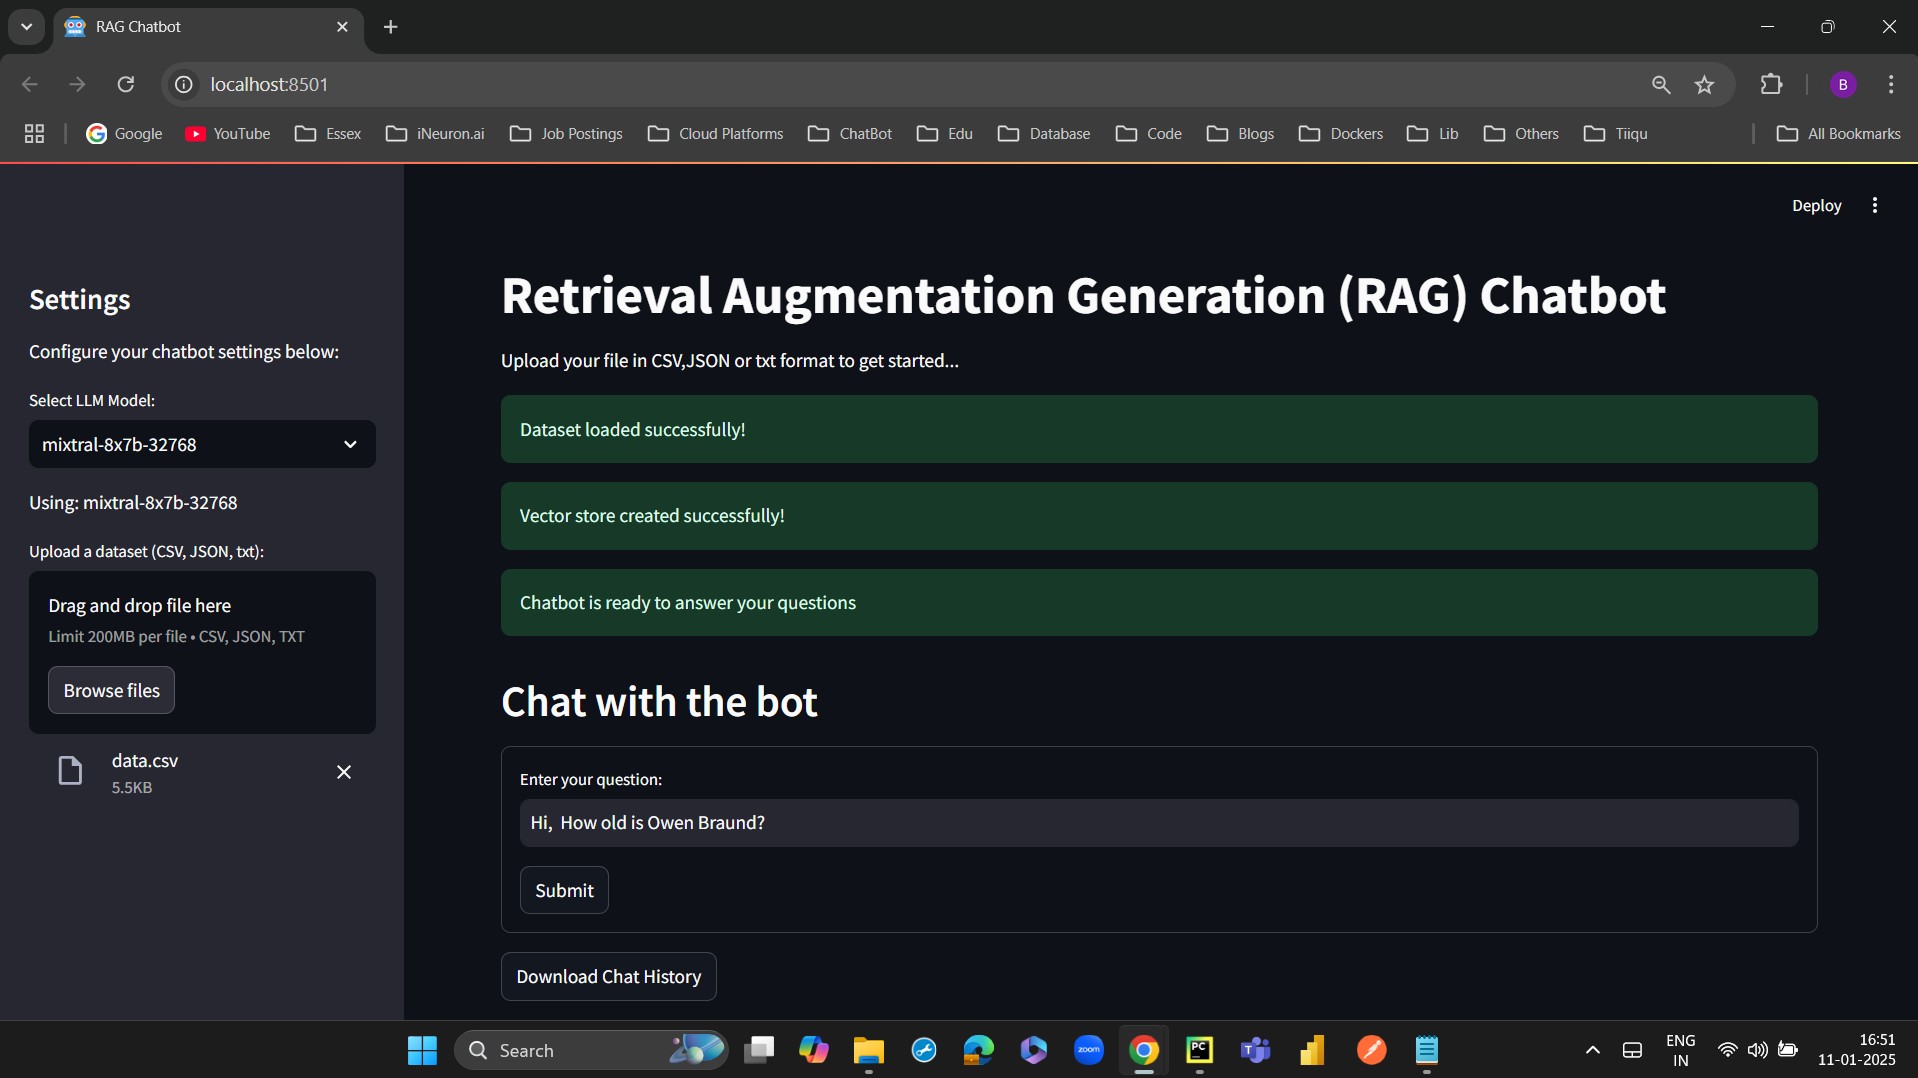 RAG Chatbot
localhost:8501
B
Google YouTube Essex iNeuron.ai Job Postings Cloud Platforms ChatBot Edu Database Code Blogs Dockers Lib Others Tiiqu All Bookmarks
Deploy
Settings
Configure your chatbot settings below:
Select LLM Model:
mixtral-8x7b-32768
Using: mixtral-8x7b-32768
Upload a dataset (CSV, JSON, txt):
Drag and drop file here
Limit 200MB per file • CSV, JSON, TXT
Browse files
data.csv
5.5KB
Retrieval Augmentation Generation (RAG) Chatbot
Upload your file in CSV,JSON or txt format to get started...
Dataset loaded successfully!
Vector store created successfully!
Chatbot is ready to answer your questions
Chat with the bot
Enter your question:
Hi,  How old is Owen Braund?
Submit
Download Chat History
Search
zoom
PC
ENG
IN
16:51
11-01-2025